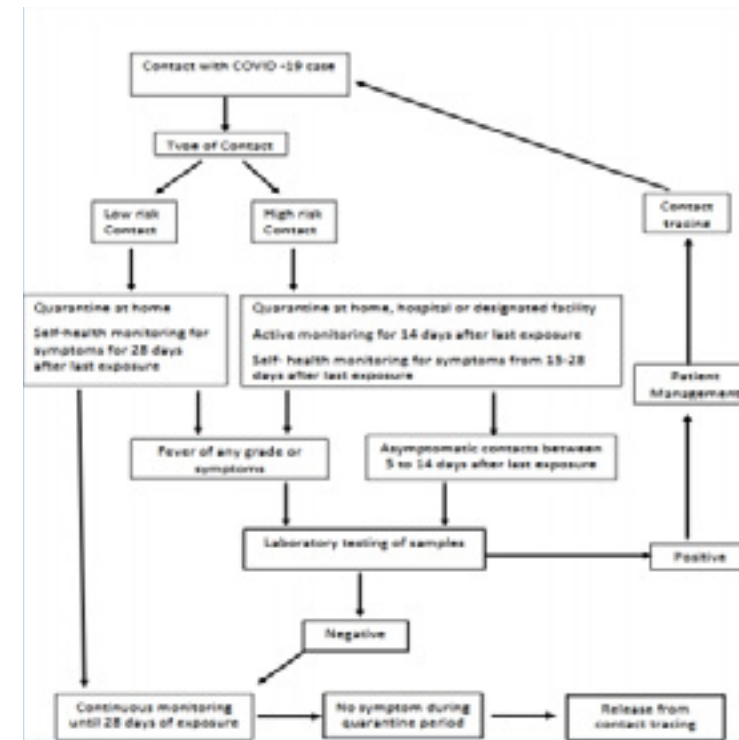 Contact with COVID -19 case
Type of Contact
Low risk
Contact
High risk
Contact
Contact
tracing
Quarantine at home
Self-health monitoring for
symptoms for 28 days
after last exposure
Quarantine at home, hospital or designated facility
Active monitoring for 14 days after last exposure
Self- health monitoring for symptoms from 15-28
days after last exposure
Patient
Management
Fever of any grade or
symptoms
Asymptomatic contacts between
5 to 14 days after last exposure
Laboratory testing of samples
Positive
Negative
Continuous monitoring
until 28 days of exposure
No symptom during
quarantine period
Release from
contact tracing